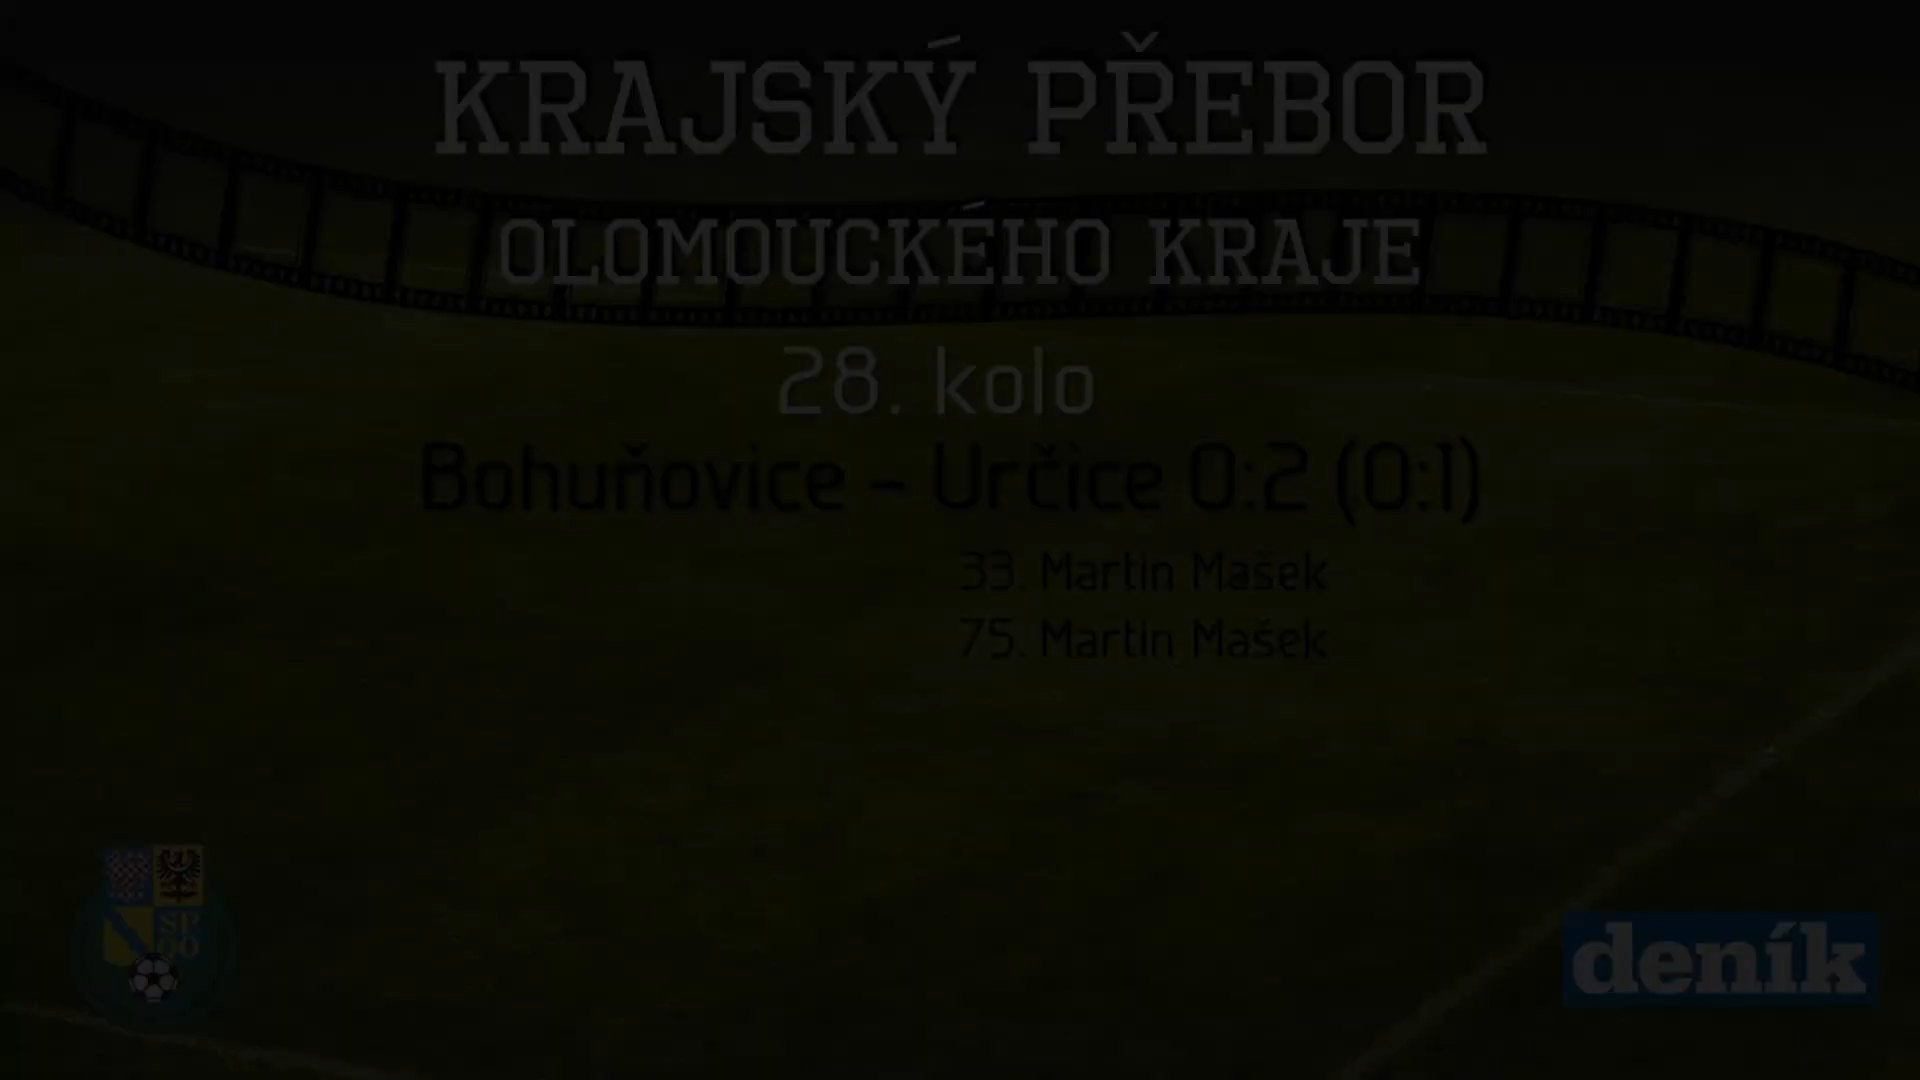 KRAJSKÝ PŘEBOR
OLOMOUCKÉHO KRAJE
28. kolo
Bohuňovice - Určice 0:2 (0:1)
33. Martin Mašek
75. Martin Mašek
deník